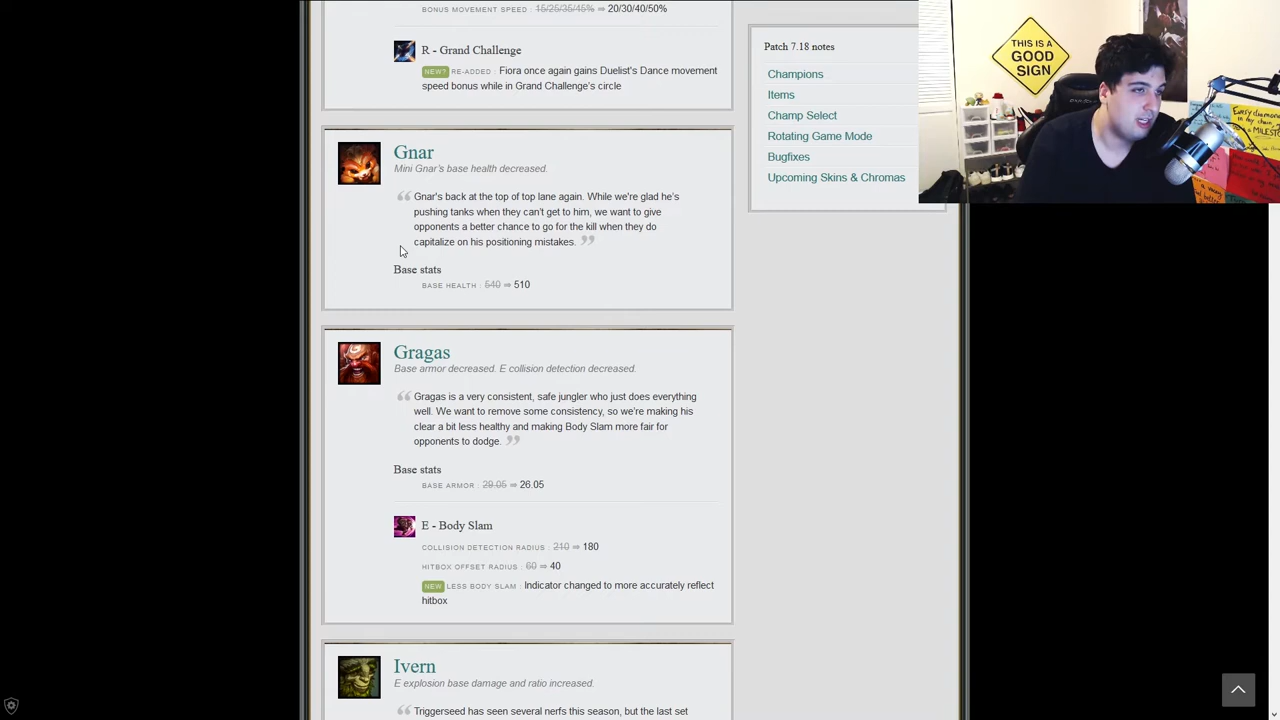 BONUS MOVEMENT SPEED : 15/25/35/45% ⇒ 20/30/40/50%
R - Grand Challenge
NEW? Fiora once again gains Duelist's Dance movement
speed bonus while in Grand Challenge's circle
Gnar
Mini Gnar's base health decreased.
Gnar's back at the top of top lane again. While we're glad he's
pushing tanks when they can't get to him, we want to give
opponents a better chance to go for the kill when they do
capitalize on his positioning mistakes.
Base stats
BASE HEALTH : 540 ⇒ 510
Gragas
Base armor decreased. E collision detection decreased.
Gragas is a very consistent, safe jungler who just does everything
well. We want to remove some consistency, so we're making his
clear a bit less healthy and making Body Slam more fair for
opponents to dodge.
Base stats
BASE ARMOR : 29.05 ⇒ 26.05
E - Body Slam
COLLISION DETECTION RADIUS : 210 ⇒ 180
HITBOX OFFSET RADIUS : 60 ⇒ 40
NEW LESS BODY SLAM : Indicator changed to more accurately reflect
hitbox
Ivern
E explosion base damage and ratio increased.
Triggerseed has seen several nerfs this season, but the last set
Patch 7.18 notes
Champions
Items
Champ Select
Rotating Game Mode
Bugfixes
Upcoming Skins & Chromas
THIS IS A
GOOD
SIGN
Every diamond
in my chain
a MILESTO